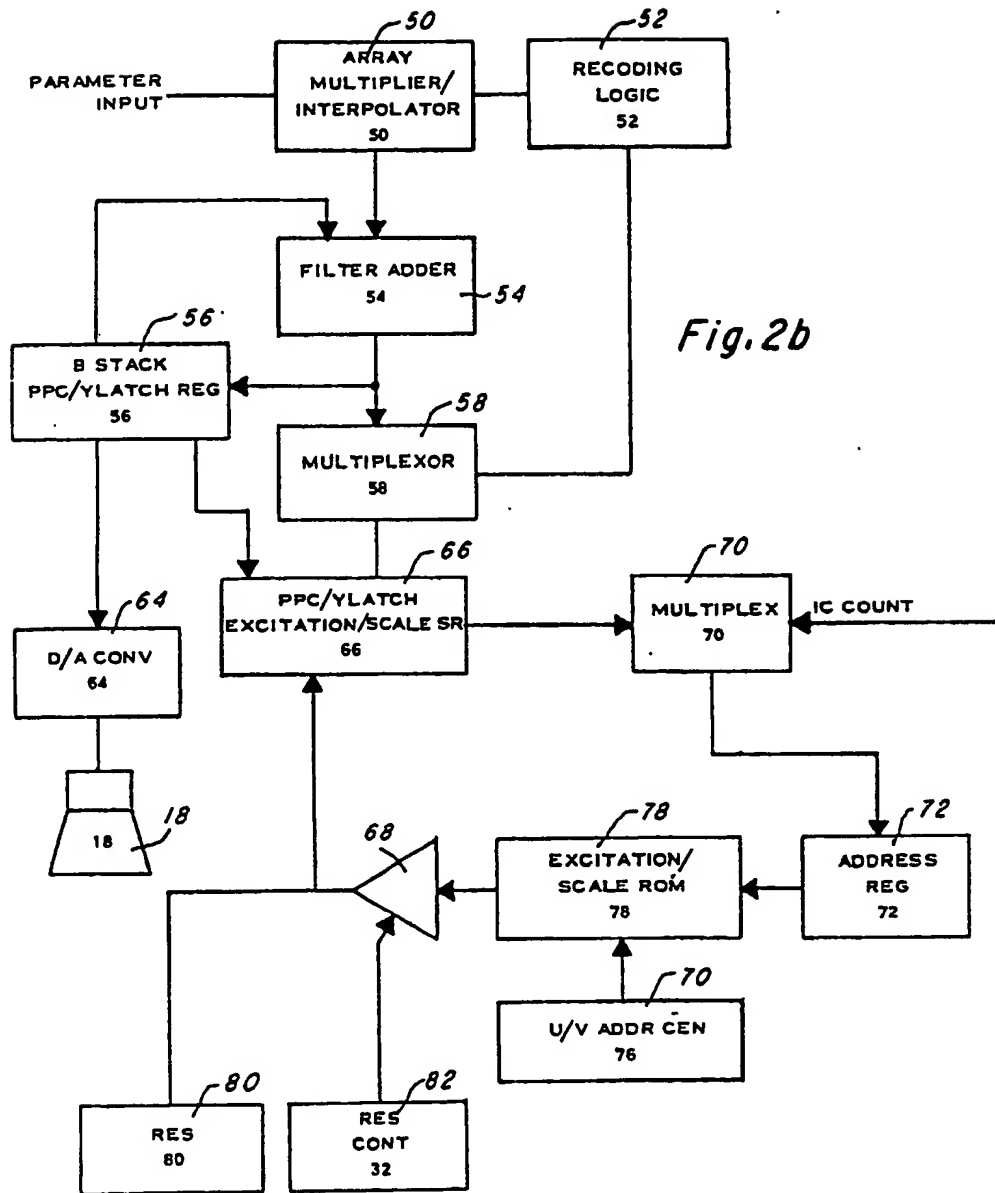 50
ARRAY
MULTIPLIER/
INTERPOLATOR
50
52
RECODING
LOGIC
52
PARAMETER
INPUT
FILTER ADDER
54
54
Fig. 2b
56
B STACK
PPC/YLATCH REG
56
58
MULTIPLEXOR
58
66
PPC/YLATCH
EXCITATION/SCALE SR
66
70
MULTIPLEX
70
IC COUNT
64
D/A CONV
64
18
18
68
78
EXCITATION/
SCALE ROM
78
72
ADDRESS
REG
72
70
U/V ADDR CEN
76
80
RES
80
82
RES
CONT
32